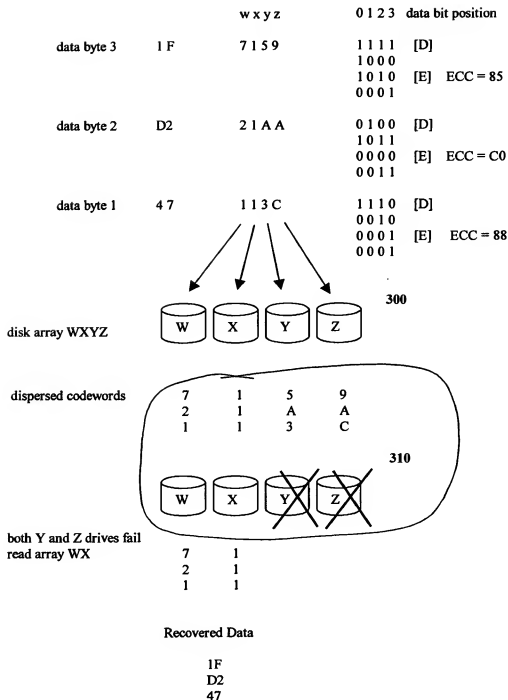 w x y z 0 1 2 3 data bit position
data byte 3 1 F 7 1 5 9 1 1 1 1 [D]
1 0 0 0
1 0 1 0 [E] ECC = 85
0 0 0 1
data byte 2 D2 2 1 A A 0 1 0 0 [D]
1 0 1 1
0 0 0 0 [E] ECC = C0
0 0 1 1
data byte 1 4 7 1 1 3 C 1 1 1 0 [D]
0 0 1 0
0 0 0 1 [E] ECC = 88
0 0 0 1
300
disk array WXYZ W X Y Z
dispersed codewords 7 1 5 9
2 1 A A
1 1 3 C
310
W X Y Z
both Y and Z drives fail
read array WX 7 1
2 1
1 1
Recovered Data
1F
D2
47